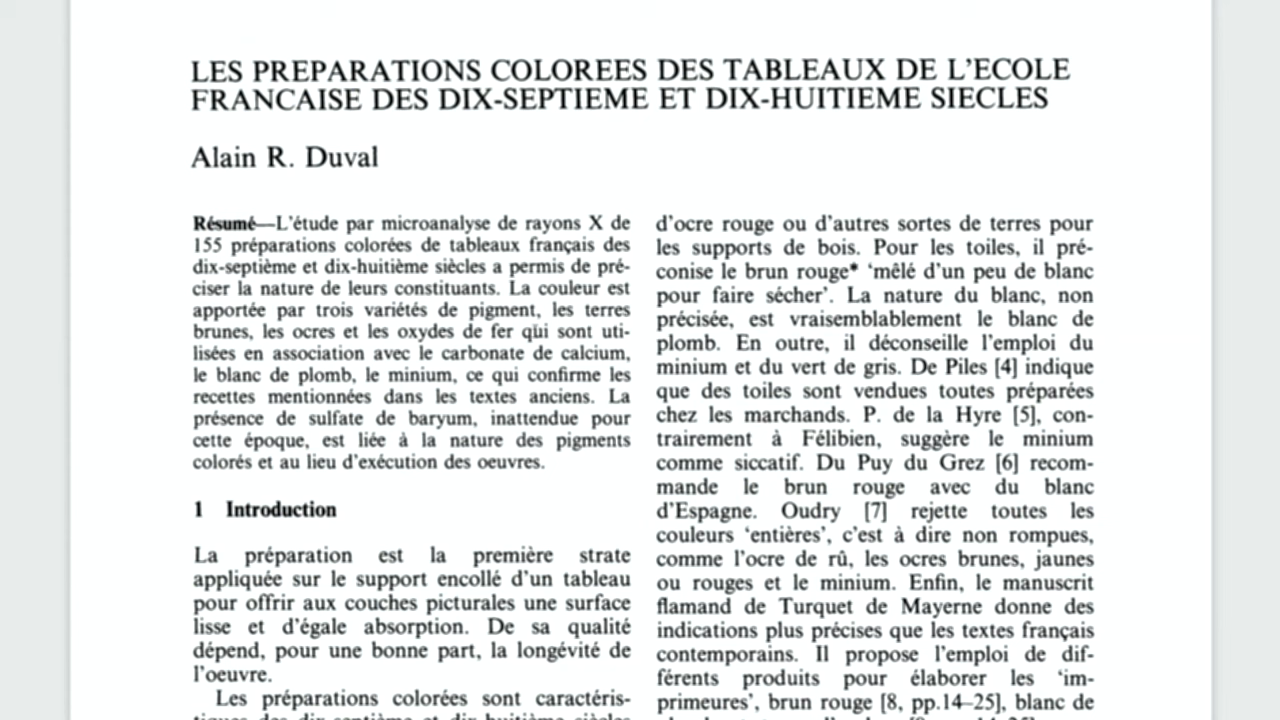 LES PREPARATIONS COLOREES DES TABLEAUX DE L'ECOLE
FRANCAISE DES DIX-SEPTIEME ET DIX-HUITIEME SIECLES
Alain R. Duval
Résumé—L'étude par microanalyse de rayons X de
155 préparations colorées de tableaux français des
dix-septième et dix-huitième siècles a permis de pré-
ciser la nature de leurs constituants. La couleur est
apportée par trois variétés de pigment, les terres
brunes, les ocres et les oxydes de fer qui sont uti-
lisées en association avec le carbonate de calcium,
le blanc de plomb, le minium, ce qui confirme les
recettes mentionnées dans les textes anciens. La
présence de sulfate de baryum, inattendue pour
cette époque, est liée à la nature des pigments
colorés et au lieu d'exécution des oeuvres.
1 Introduction
La préparation est la première strate
appliquée sur le support encollé d'un tableau
pour offrir aux couches picturales une surface
lisse et d'égale absorption. De sa qualité
dépend, pour une bonne part, la longévité de
l'oeuvre.
Les préparations colorées sont caractéris-
tiques des dix-septième et dix-huitième siècles
d'ocre rouge ou d'autres sortes de terres pour
les supports de bois. Pour les toiles, il pré-
conise le brun rouge* 'mêlé d'un peu de blanc
pour faire sécher'. La nature du blanc, non
précisée, est vraisemblablement le blanc de
plomb. En outre, il déconseille l'emploi du
minium et du vert de gris. De Piles [4] indique
que des toiles sont vendues toutes préparées
chez les marchands. P. de la Hyre [5], con-
trairement à Félibien, suggère le minium
comme siccatif. Du Puy du Grez [6] recom-
mande le brun rouge avec du blanc
d'Espagne. Oudry [7] rejette toutes les
couleurs 'entières', c'est à dire non rompues,
comme l'ocre de rû, les ocres brunes, jaunes
ou rouges et le minium. Enfin, le manuscrit
flamand de Turquet de Mayerne donne des
indications plus précises que les textes français
contemporains. Il propose l'emploi de dif-
férents produits pour élaborer les 'im-
primeures', brun rouge [8, pp.14–25], blanc de